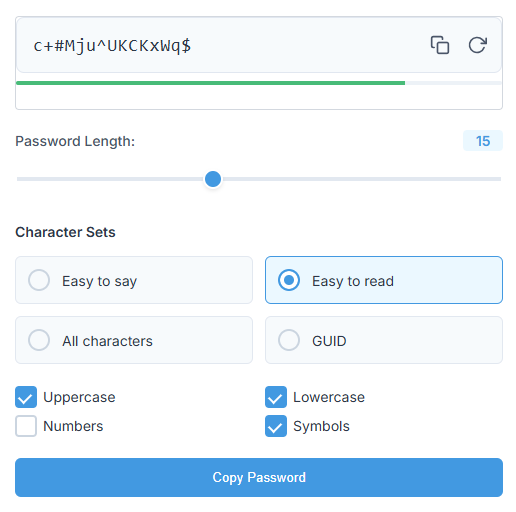 c+#Mju^UKCKxWq$
Password Length: 15
Character Sets
Easy to say Easy to read
All characters GUID
Uppercase Lowercase
Numbers Symbols
Copy Password